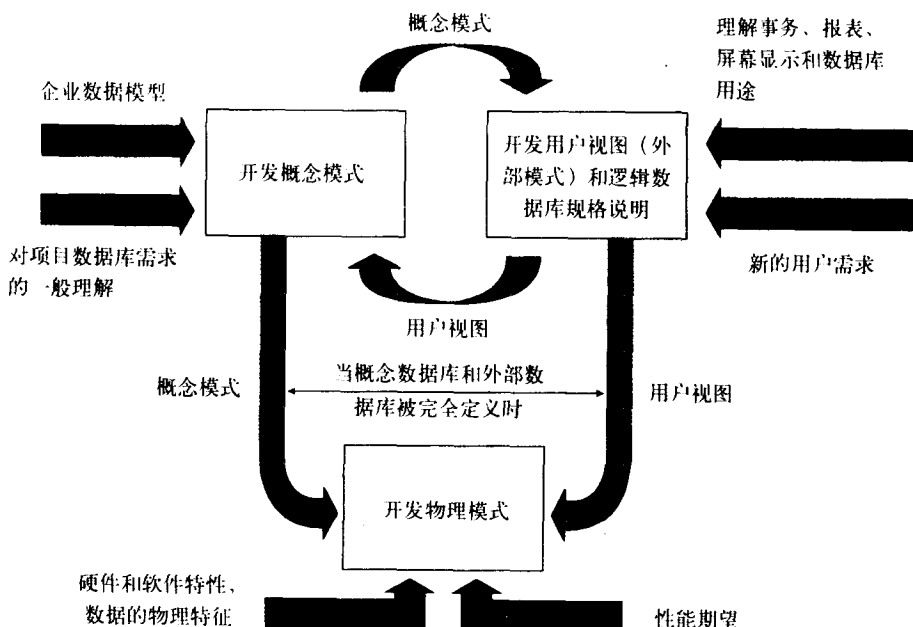 概念模式
理解事务、报表、
屏幕显示和数据库
用途
企业数据模型
开发概念模式
开发用户视图（外
部模式）和逻辑数
据库规格说明
对项目数据库需求
的一般理解
新的用户需求
用户视图
概念模式
当概念数据库和外部数
据库被完全定义时
用户视图
开发物理模式
硬件和软件特性、
数据的物理特征
性能期望